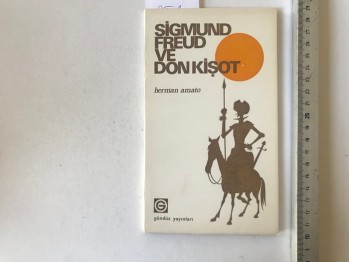 SİGMUND
FREUD
VE
DON KİŞOT
herman amato
G
gündüz yayınları